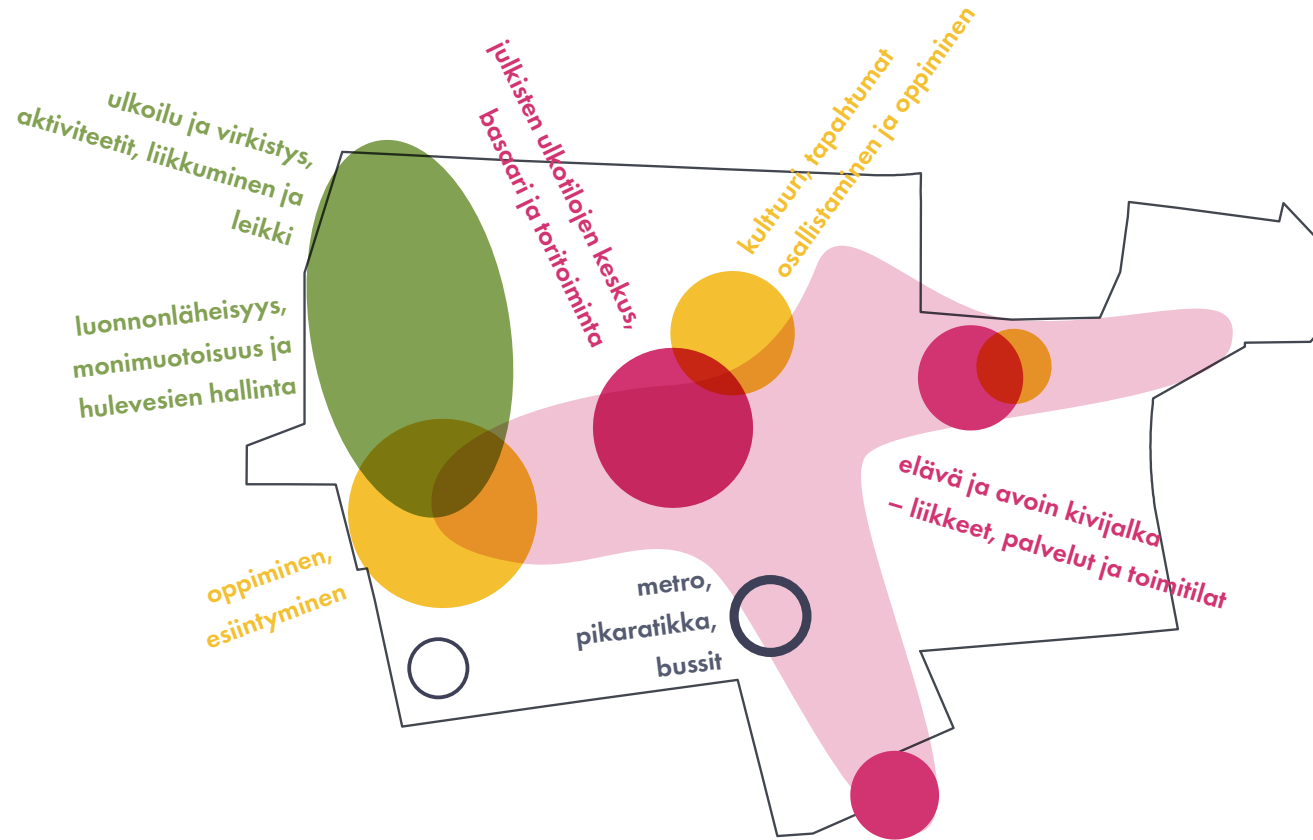 ulkoilu ja virkistys,
aktiviteetit, liikkuminen ja
leikki
luonnonläheisyys,
monimuotoisuus ja
hulevesien hallinta
oppiminen,
esiintyminen
julkisten ulkotilojen keskus,
basaari ja toritoiminta
kulttuuri, tapahtumat
osallistaminen ja oppiminen
metro,
pikaratikka,
bussit
elävä ja avoin kivijalka
– liikkeet, palvelut ja toimitilat